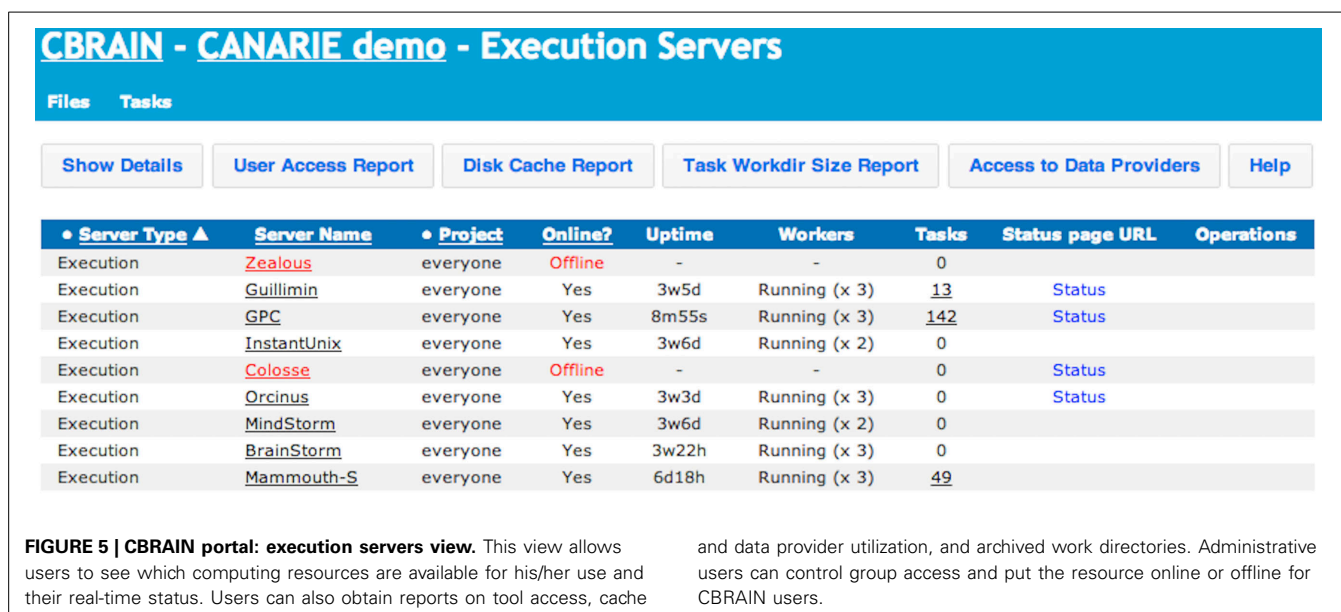 CBRAIN - CANARIE demo - Execution Servers
Files Tasks
Show Details User Access Report Disk Cache Report Task Workdir Size Report Access to Data Providers Help
• Server Type ▲ Server Name • Project Online? Uptime Workers Tasks Status page URL Operations
Execution Zealous everyone Offline - - 0
Execution Guillimin everyone Yes 3w5d Running (x 3) 13 Status
Execution GPC everyone Yes 8m55s Running (x 3) 142 Status
Execution InstantUnix everyone Yes 3w6d Running (x 2) 0
Execution Colosse everyone Offline - - 0 Status
Execution Orcinus everyone Yes 3w3d Running (x 3) 0 Status
Execution MindStorm everyone Yes 3w6d Running (x 2) 0
Execution BrainStorm everyone Yes 3w22h Running (x 3) 0
Execution Mammouth-S everyone Yes 6d18h Running (x 3) 49
FIGURE 5 | CBRAIN portal: execution servers view. This view allows
users to see which computing resources are available for his/her use and
their real-time status. Users can also obtain reports on tool access, cache
and data provider utilization, and archived work directories. Administrative
users can control group access and put the resource online or offline for
CBRAIN users.